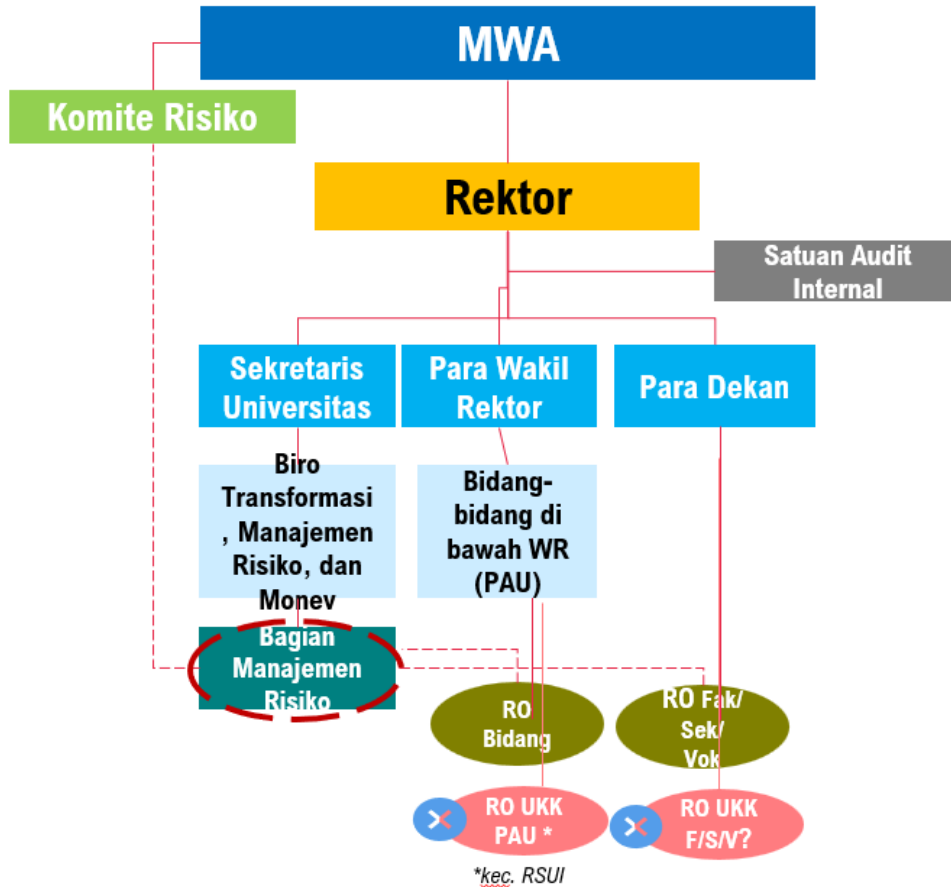 MWA
Komite Risiko
Rektor
Satuan Audit
Internal
Sekretaris
Universitas
Para Wakil
Rektor
Para Dekan
Biro
Transformasi
, Manajemen
Risiko, dan
Monev
Bidang-
bidang di
bawah WR
(PAU)
Bagian
Manajemen
Risiko
RO
Bidang
RO Fak/
Sek/
Vok
RO UKK
PAU *
RO UKK
F/S/V?
*kec. RSUI